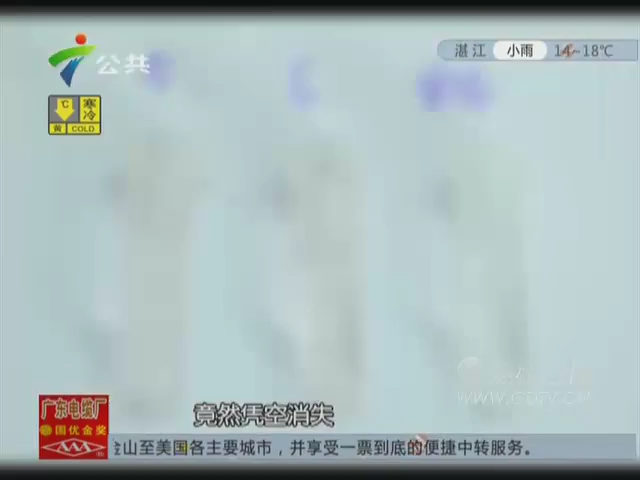 公共
湛江 小雨 14~18℃
℃ 寒冷
黄 COLD
竟然凭空消失
www.GDTV.CN
广东电缆厂
国优金奖
金山至美国各主要城市，并享受一票到底的便捷中转服务。